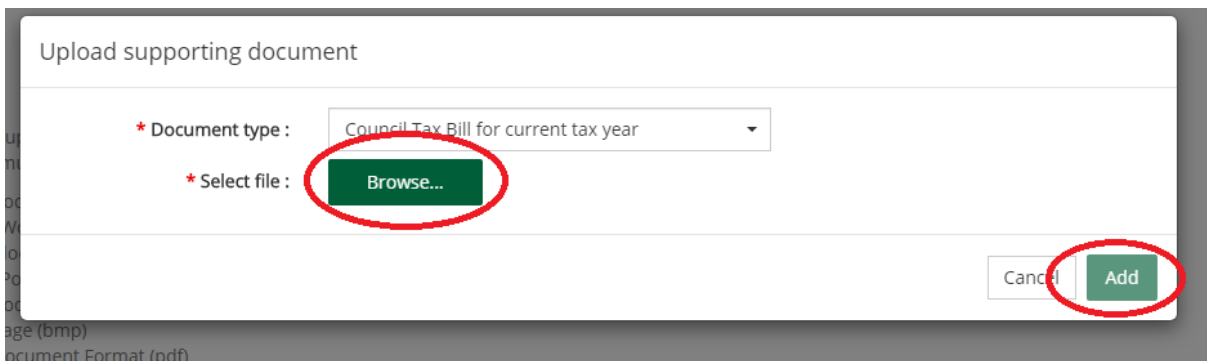 Upload supporting document
* Document type :
Council Tax Bill for current tax year
* Select file :
Browse...
Cancel
Add
age (bmp)
ocument Format (pdf)